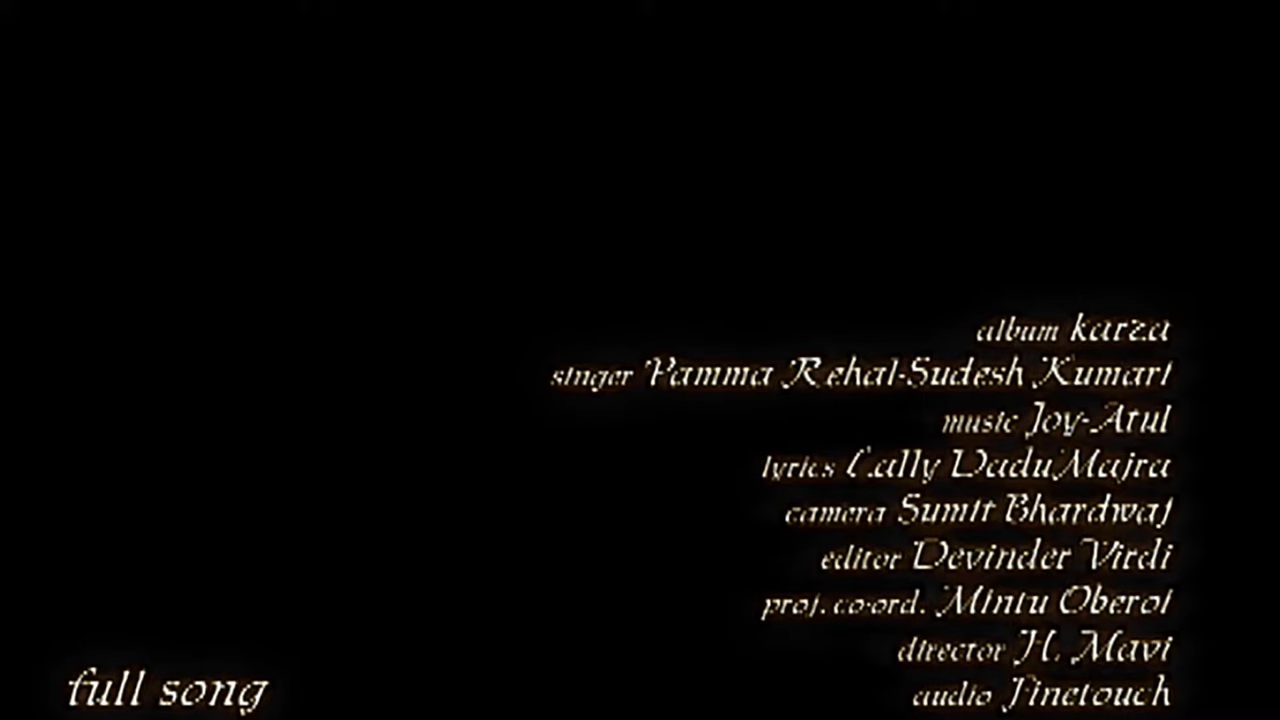 album karza
singer Pamma Rehal-Sudesh Kumari
music Joy-Atul
lyrics Lally DaduMajra
camera Sumit Bhardwaj
editor Devinder Virdi
proj. co-ord. Mintu Oberoi
director H. Mavi
audio Finetouch
full song